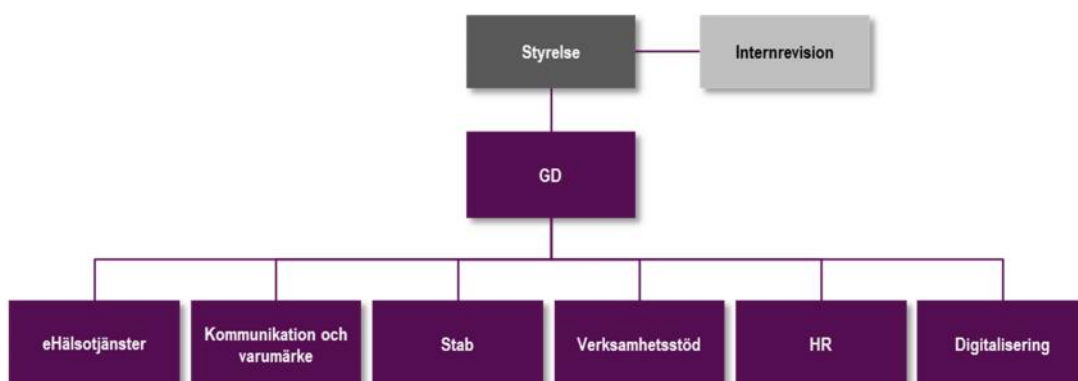 Styrelse
Internrevision
GD
eHälsotjänster
Kommunikation och
varumärke
Stab
Verksamhetsstöd
HR
Digitalisering